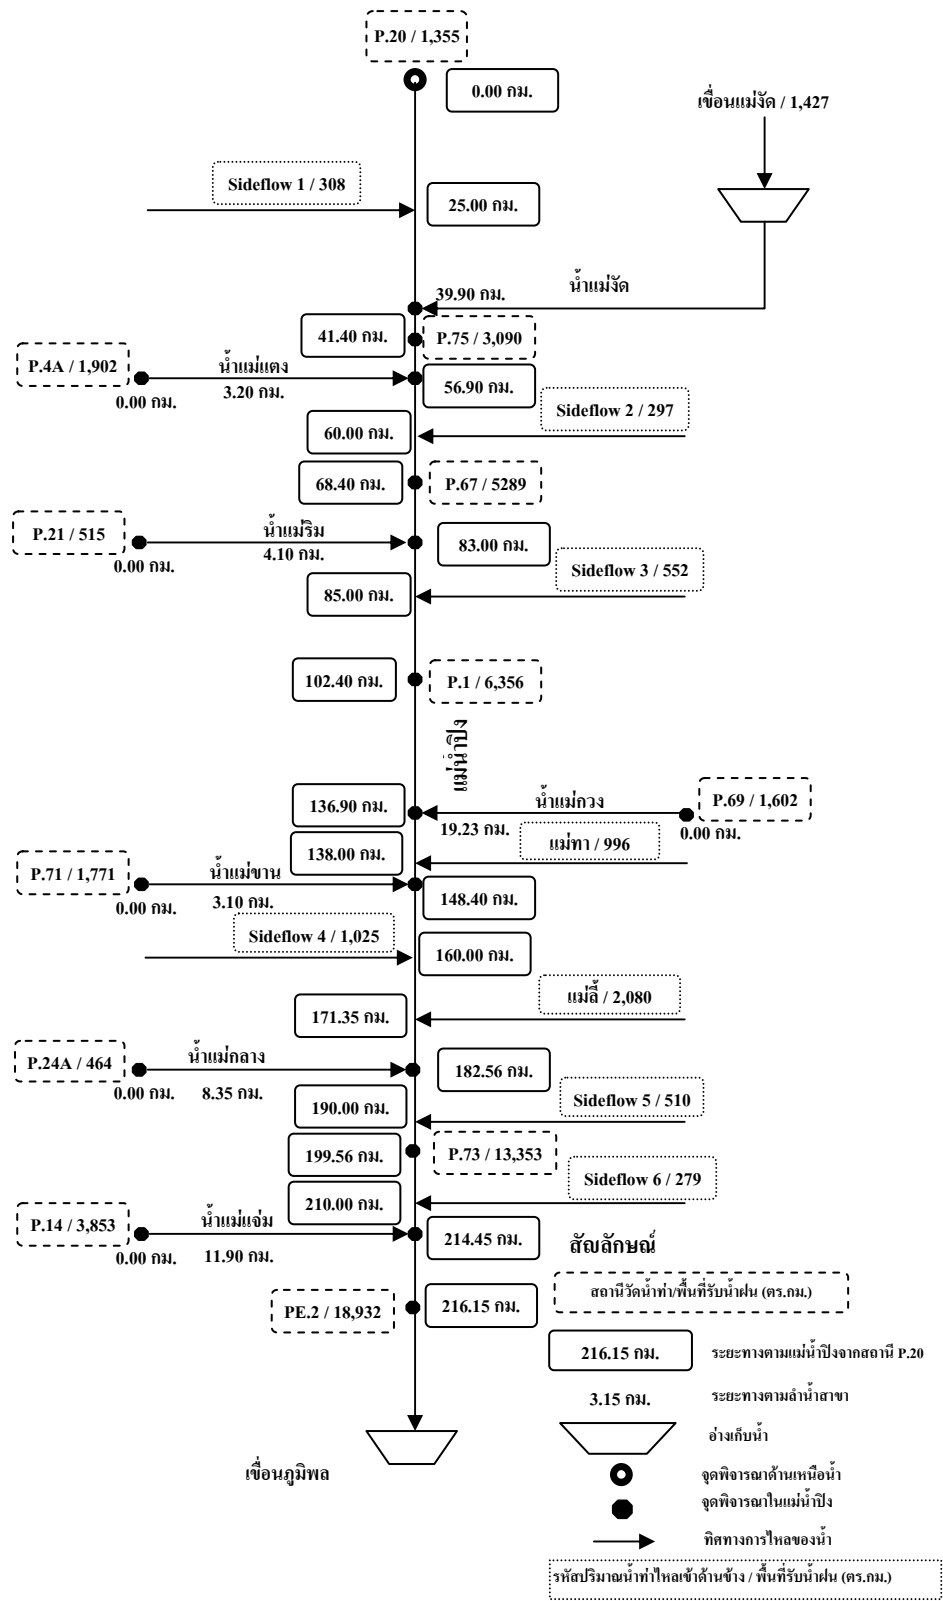 P.20 / 1,355
0.00 กม.
เขื่อนแม่งัด / 1,427
Sideflow 1 / 308
25.00 กม.
39.90 กม.
น้ำแม่งัด
41.40 กม.
P.75 / 3,090
P.4A / 1,902
น้ำแม่แตง
0.00 กม.
3.20 กม.
56.90 กม.
Sideflow 2 / 297
60.00 กม.
68.40 กม.
P.67 / 5289
P.21 / 515
น้ำแม่ริม
0.00 กม.
4.10 กม.
83.00 กม.
Sideflow 3 / 552
85.00 กม.
102.40 กม.
P.1 / 6,356
แม่น้ำปิง
136.90 กม.
น้ำแม่กวง
P.69 / 1,602
19.23 กม.
0.00 กม.
138.00 กม.
แม่ทา / 996
P.71 / 1,771
น้ำแม่ขาน
0.00 กม.
3.10 กม.
148.40 กม.
Sideflow 4 / 1,025
160.00 กม.
แม่ลี้ / 2,080
171.35 กม.
P.24A / 464
น้ำแม่กลาง
0.00 กม.
8.35 กม.
182.56 กม.
190.00 กม.
Sideflow 5 / 510
199.56 กม.
P.73 / 13,353
210.00 กม.
Sideflow 6 / 279
P.14 / 3,853
น้ำแม่แจ่ม
0.00 กม.
11.90 กม.
214.45 กม.
PE.2 / 18,932
216.15 กม.
เขื่อนภูมิพล
สัญลักษณ์
สถานีวัดน้ำท่า/พื้นที่รับน้ำฝน (ตร.กม.)
216.15 กม.
ระยะทางตามแม่น้ำปิงจากสถานี P.20
3.15 กม.
ระยะทางตามลำน้ำสาขา
อ่างเก็บน้ำ
จุดพิจารณาด้านเหนือน้ำ
จุดพิจารณาในแม่น้ำปิง
ทิศทางการไหลของน้ำ
รหัสปริมาณน้ำท่าไหลเข้าด้านข้าง / พื้นที่รับน้ำฝน (ตร.กม.)